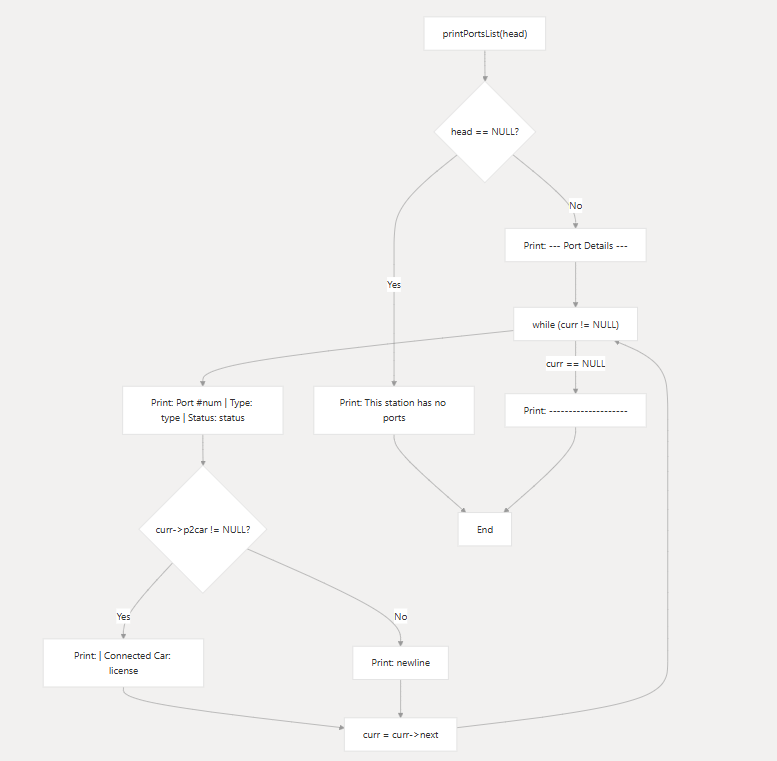 printPortsList(head)
head == NULL?
No
Print: --- Port Details ---
Yes
while (curr != NULL)
curr == NULL
Print: Port #num | Type:
type | Status: status
Print: This station has no
ports
Print: --------------------
curr->p2car != NULL?
End
Yes
No
Print: | Connected Car:
license
Print: newline
curr = curr->next